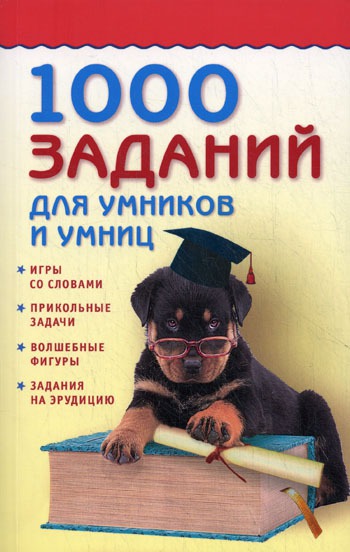 1000
ЗАДАНИЙ
ДЛЯ УМНИКОВ
И УМНИЦ
ИГРЫ
СО СЛОВАМИ
ПРИКОЛЬНЫЕ
ЗАДАЧИ
ВОЛШЕБНЫЕ
ФИГУРЫ
ЗАДАНИЯ
НА ЭРУДИЦИЮ